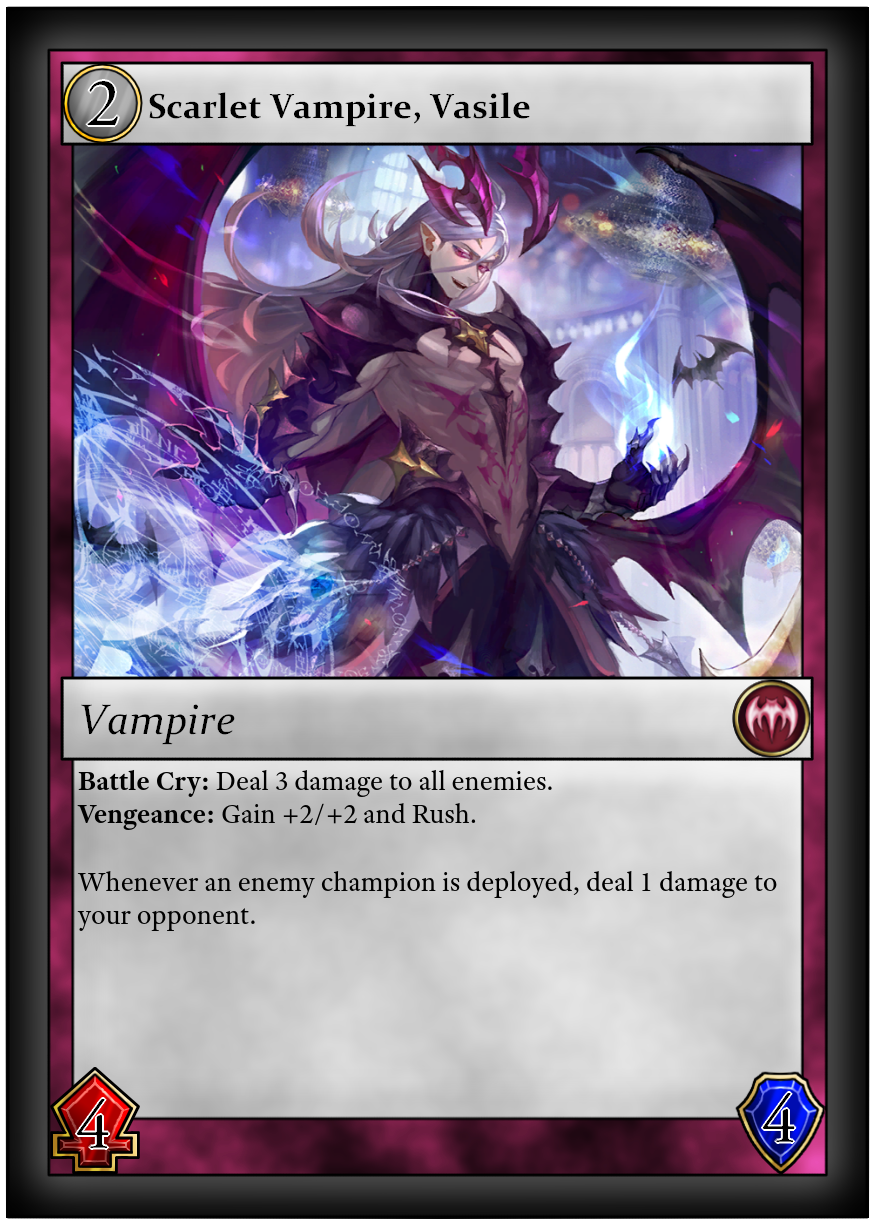 2 Scarlet Vampire, Vasile
Vampire
Battle Cry: Deal 3 damage to all enemies.
Vengeance: Gain +2/+2 and Rush.
Whenever an enemy champion is deployed, deal 1 damage to
your opponent.
4 4